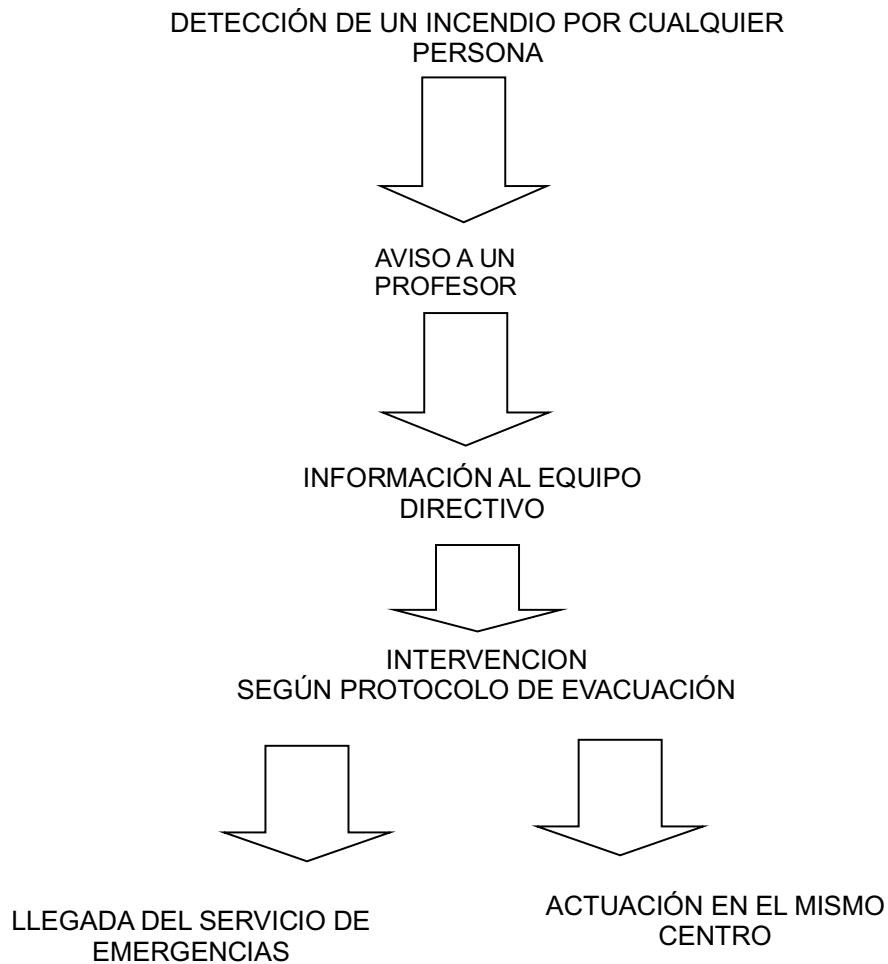 DETECCIÓN DE UN INCENDIO POR CUALQUIER
PERSONA
AVISO A UN
PROFESOR
INFORMACIÓN AL EQUIPO
DIRECTIVO
INTERVENCION
SEGÚN PROTOCOLO DE EVACUACIÓN
LLEGADA DEL SERVICIO DE
EMERGENCIAS
ACTUACIÓN EN EL MISMO
CENTRO